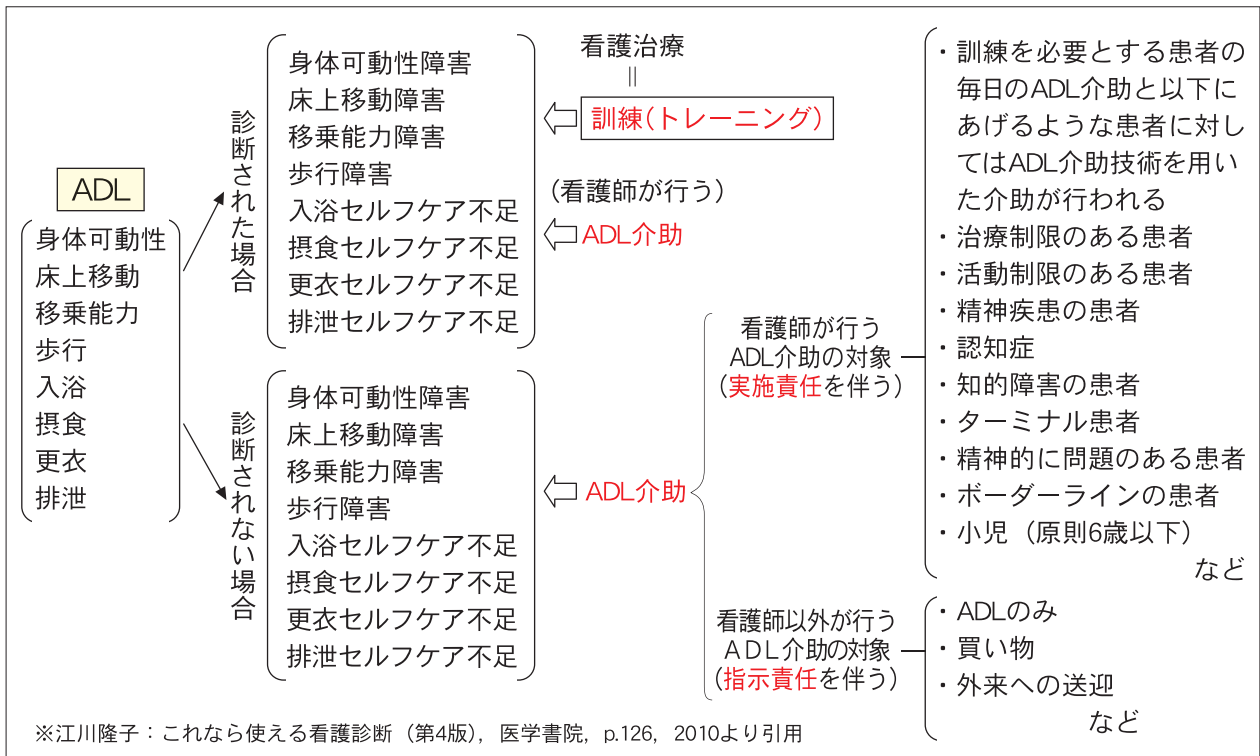 ADL
身体可動性
床上移動
移乗能力
歩行
入浴
摂食
更衣
排泄
診断された場合
身体可動性障害
床上移動障害
移乗能力障害
歩行障害
入浴セルフケア不足
摂食セルフケア不足
更衣セルフケア不足
排泄セルフケア不足
看護治療
||
訓練(トレーニング)
(看護師が行う)
ADL介助
診断されない場合
身体可動性障害
床上移動障害
移乗能力障害
歩行障害
入浴セルフケア不足
摂食セルフケア不足
更衣セルフケア不足
排泄セルフケア不足
ADL介助
看護師が行う
ADL介助の対象
(実施責任を伴う)
・訓練を必要とする患者の
毎日のADL介助と以下に
あげるような患者に対し
てはADL介助技術を用い
た介助が行われる
・治療制限のある患者
・活動制限のある患者
・精神疾患の患者
・認知症
・知的障害の患者
・ターミナル患者
・精神的に問題のある患者
・ボーダーラインの患者
・小児（原則6歳以下）
など
看護師以外が行う
ADL介助の対象
(指示責任を伴う)
・ADLのみ
・買い物
・外来への送迎
など
※江川隆子：これなら使える看護診断（第4版），医学書院，p.126，2010より引用